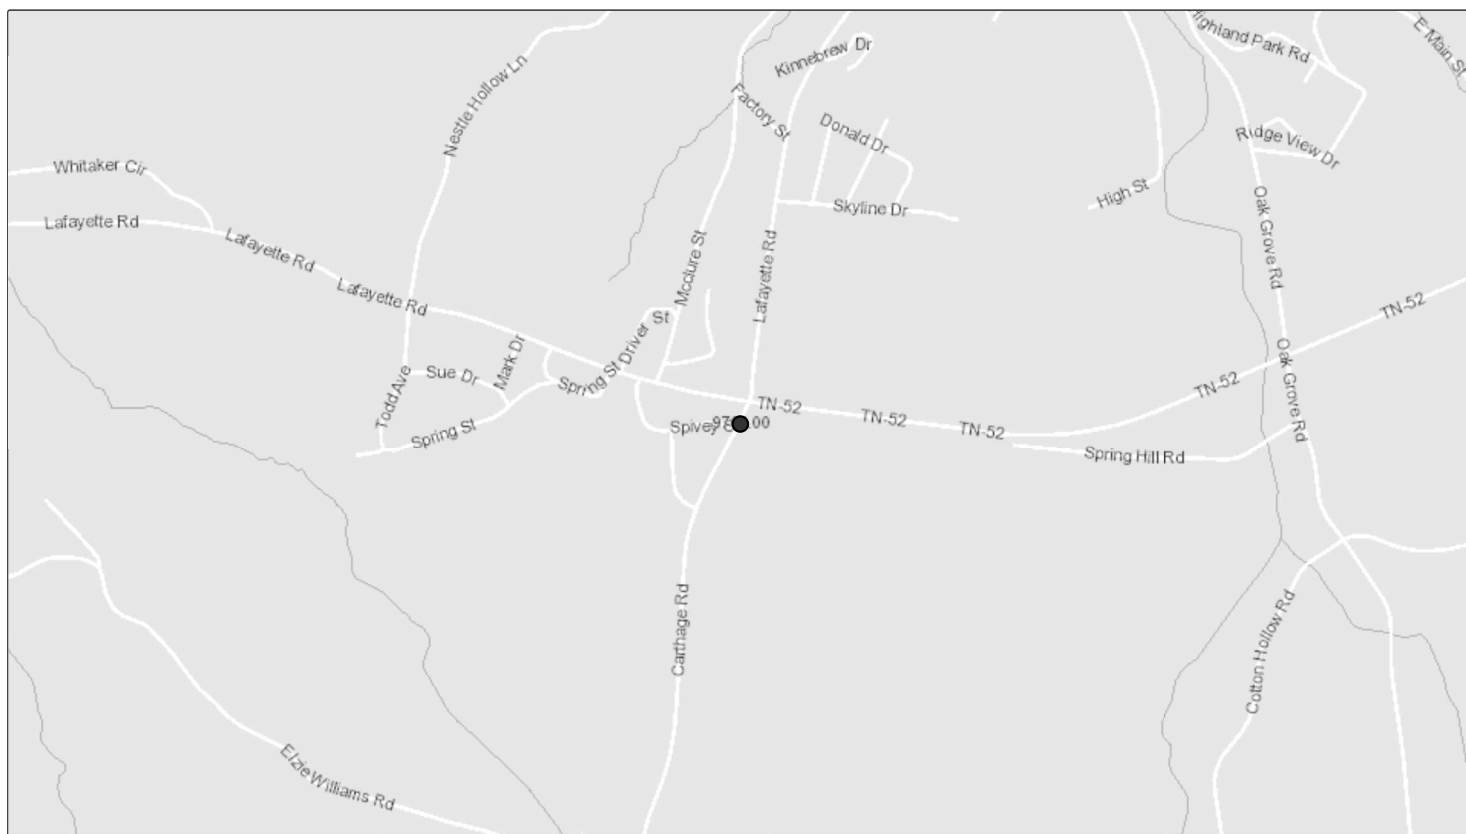 Highland Park Rd
E Main St
Kinnebrew Dr
Nestle Hollow Ln
Factory St
Donald Dr
Ridge View Dr
Whitaker Cir
High St
Skyline Dr
Lafayette Rd
Lafayette Rd
Oak Grove Rd
Mcclure St
Lafayette Rd
Lafayette Rd
TN-52
Driver St
Mark Dr
Sue Dr
Spring St
Todd Ave
TN-52
Oak Grove Rd
TN-52
TN-52
TN-52
Spivey
Spring St
Spring Hill Rd
Carthage Rd
Cotton Hollow Rd
Elzie Williams Rd